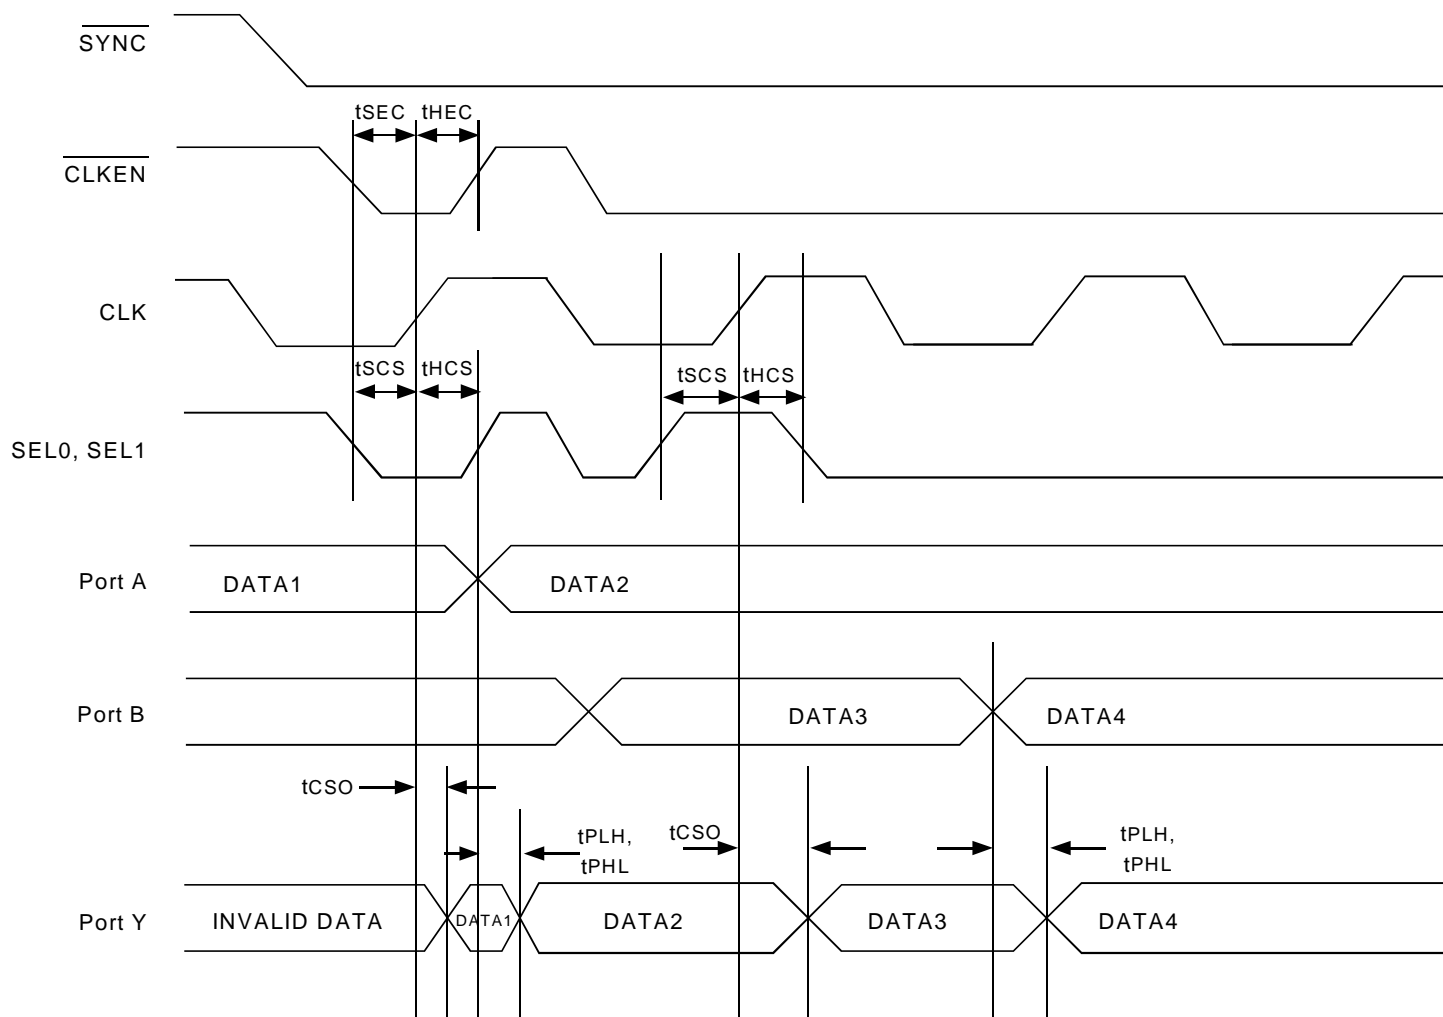 SYNC
tSEC tHEC
CLKEN
CLK
tSCS tHCS tSCS tHCS
SEL0, SEL1
Port A DATA1 DATA2
Port B DATA3 DATA4
tCSO
tPLH, tCSO tPLH,
tPHL tPHL
Port Y INVALID DATA DATA1 DATA2 DATA3 DATA4